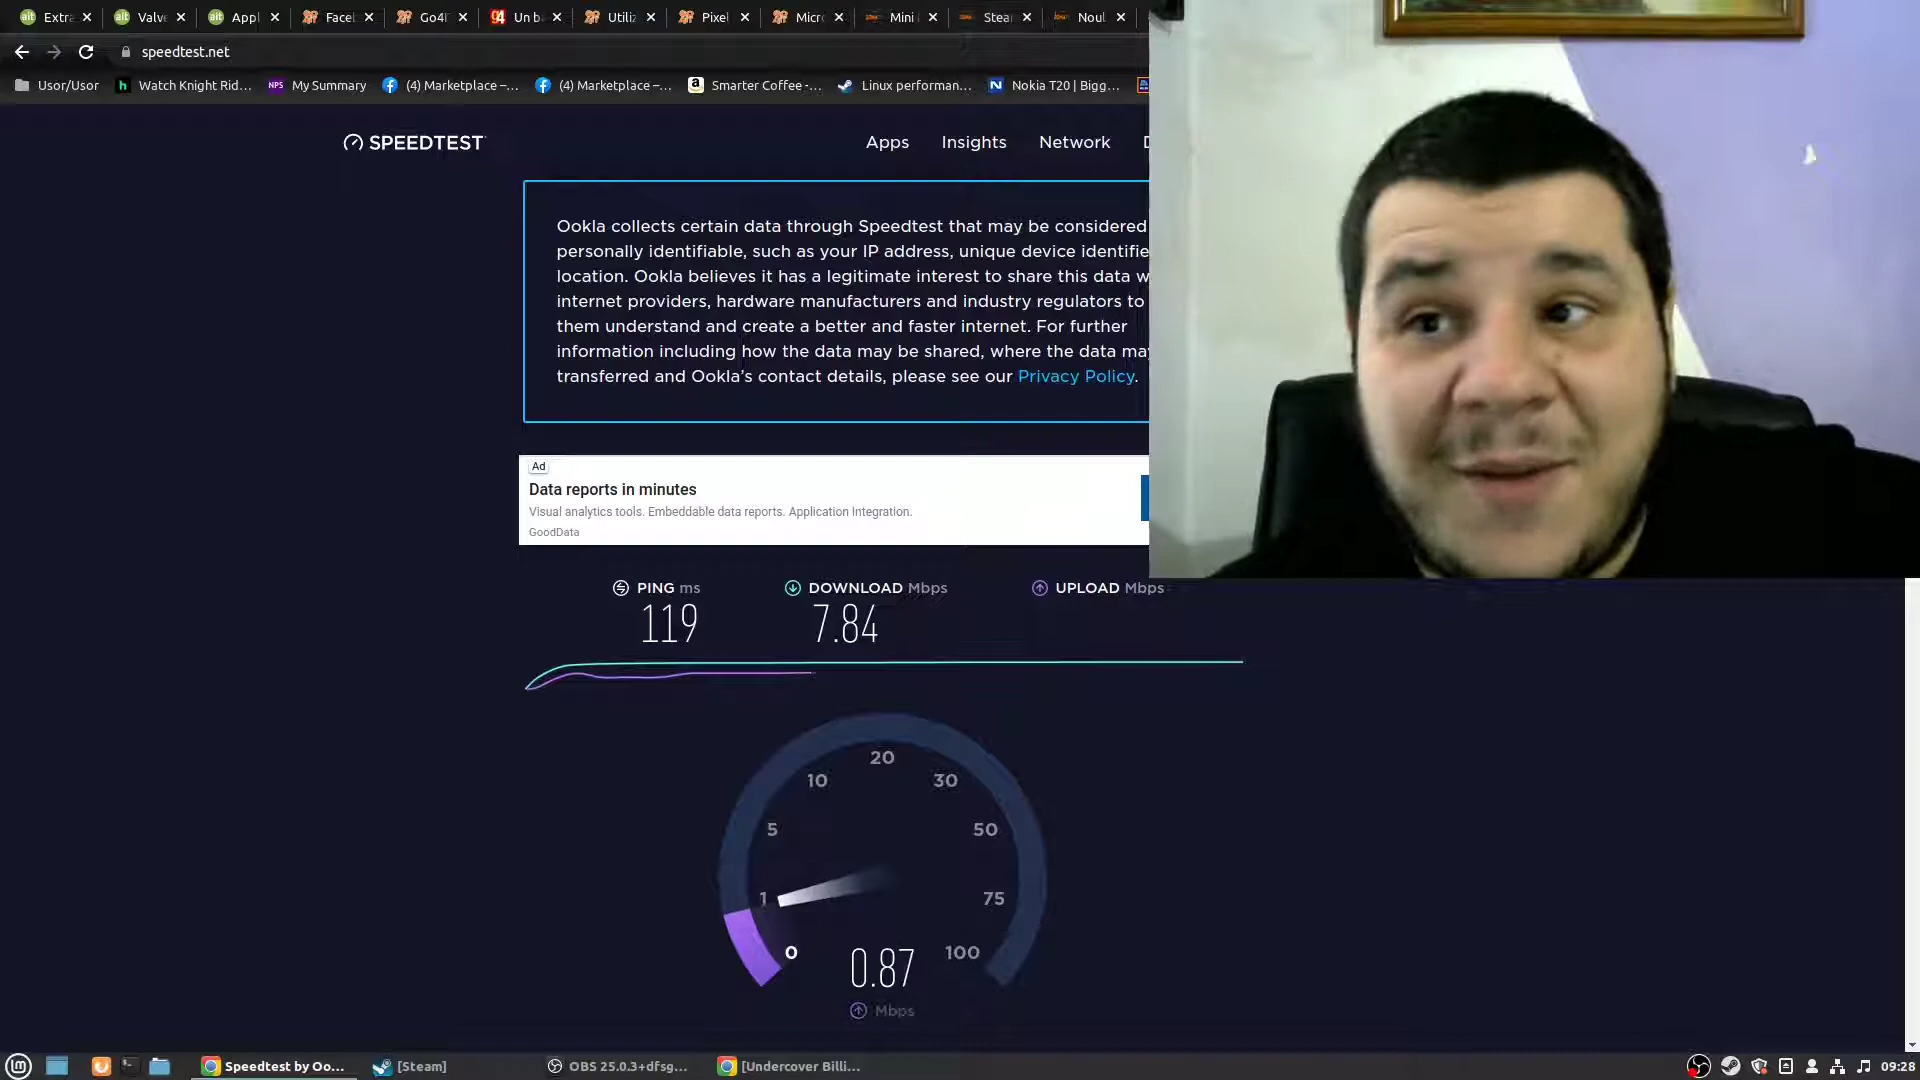 Extra
Valve
Appl
Facel
Go4I
Un b
Utiliz
Pixel
Micro
Mini
Stear
Noul
speedtest.net
Usor/Usor
Watch Knight Rid...
NPS
My Summary
(4) Marketplace –...
(4) Marketplace –...
Smarter Coffee -...
Linux performan...
Nokia T20 | Bigg...
SPEEDTEST
Apps
Insights
Network
Ookla collects certain data through Speedtest that may be considered
personally identifiable, such as your IP address, unique device identifie
location. Ookla believes it has a legitimate interest to share this data w
internet providers, hardware manufacturers and industry regulators to
them understand and create a better and faster internet. For further
information including how the data may be shared, where the data may
transferred and Ookla’s contact details, please see our Privacy Policy.
Ad
Data reports in minutes
Visual analytics tools. Embeddable data reports. Application Integration.
GoodData
PING ms
DOWNLOAD Mbps
UPLOAD Mbps
119
7.84
20
10
30
5
50
1
75
0
100
0.87
Mbps
Speedtest by Oo...
[Steam]
OBS 25.0.3+dfsg...
[Undercover Billi...
09:28